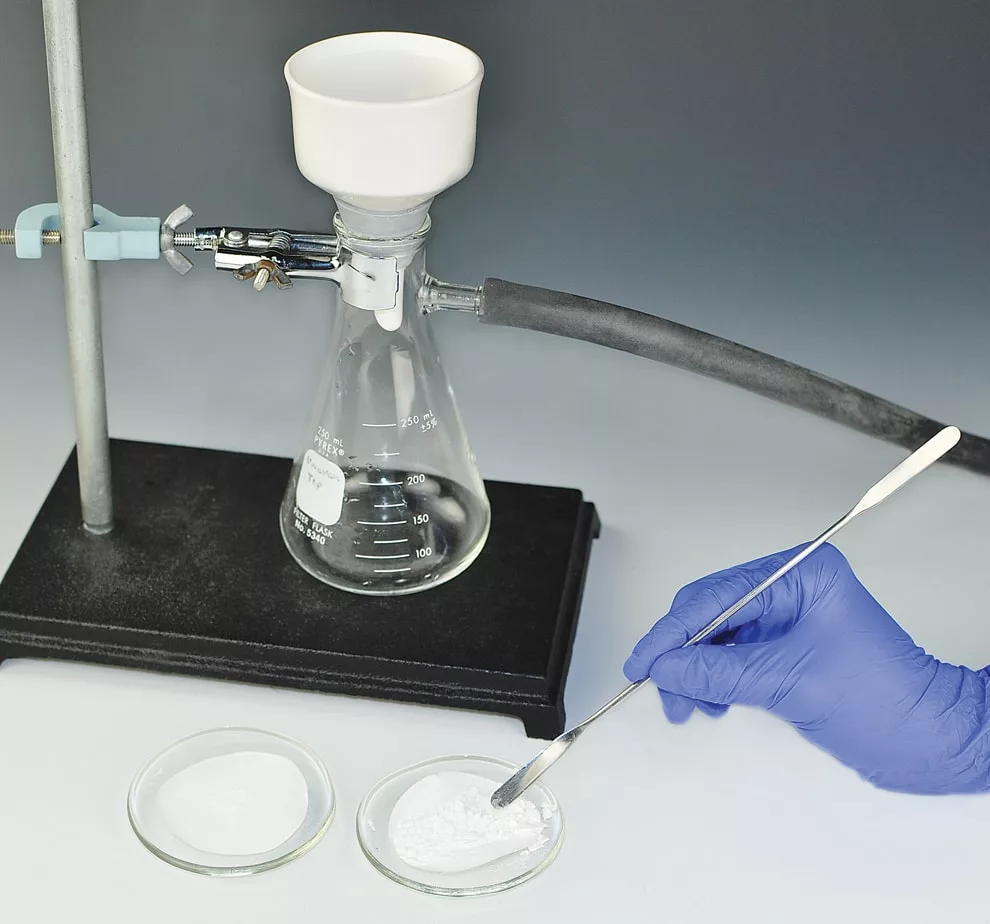 250 mL
±5%
250 mL
PYREX®
200
150
100
FILTER FLASK
No. 5340